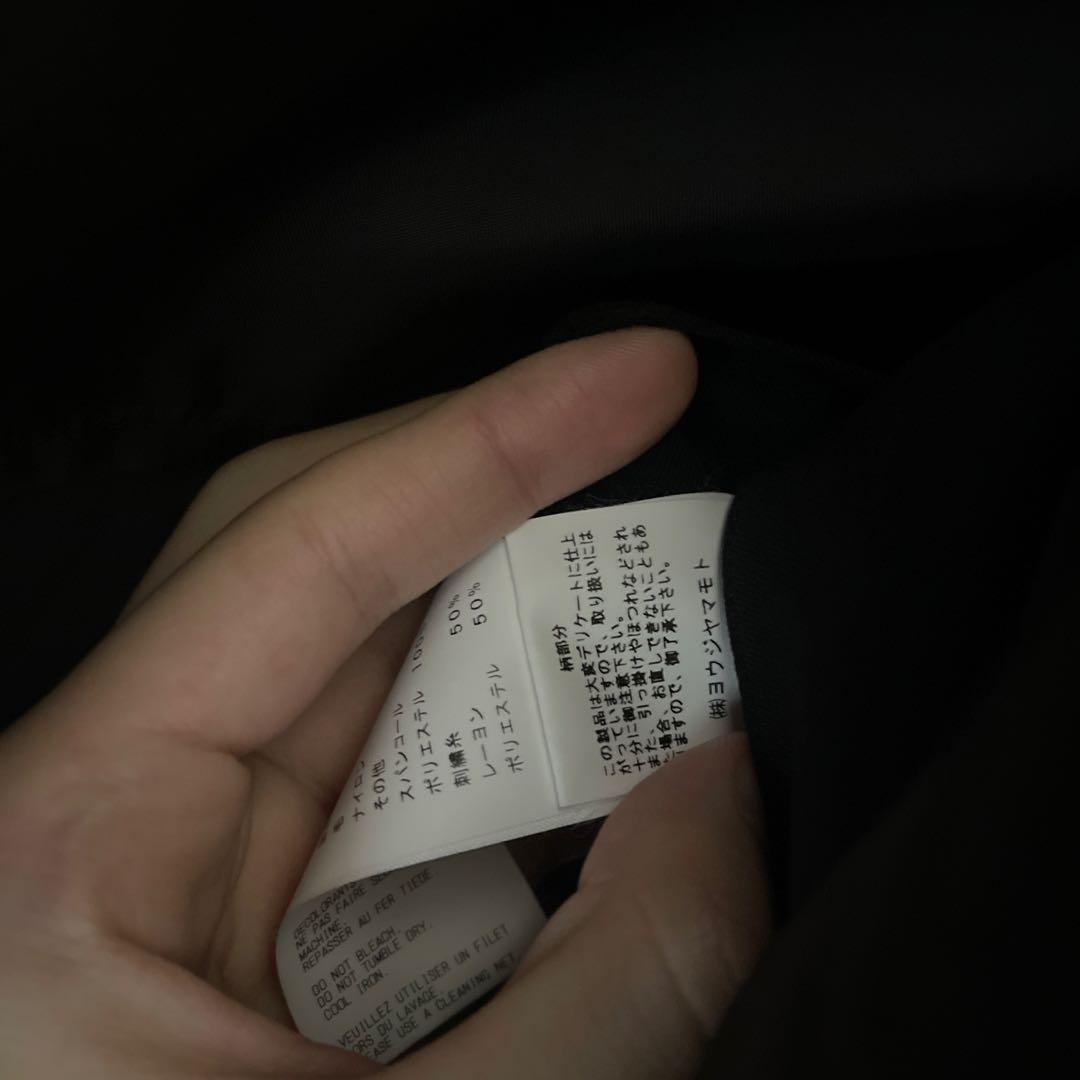 ナイロン
その他
スパンコール
ポリエステル 100
刺繍糸
レーヨン 50%
ポリエステル 50%
柄部分
この製品は大変デリケートに仕上
がっていますので、取り扱いには
十分に御注意下さい。
また、引っ掛けやほつれなどされ
場合、お直しできないこともあ
ますので、御了承下さい。
㈱ヨウジヤマモト
DECOLORANTS
NE PAS FAIRE
MACHINE.
REPASSER AU FER TIEDE
DO NOT BLEACH.
DO NOT TUMBLE DRY.
COOL IRON.
VEUILLEZ UTILISER UN FILET
DU LAVAGE.
USE A CLEANING NET